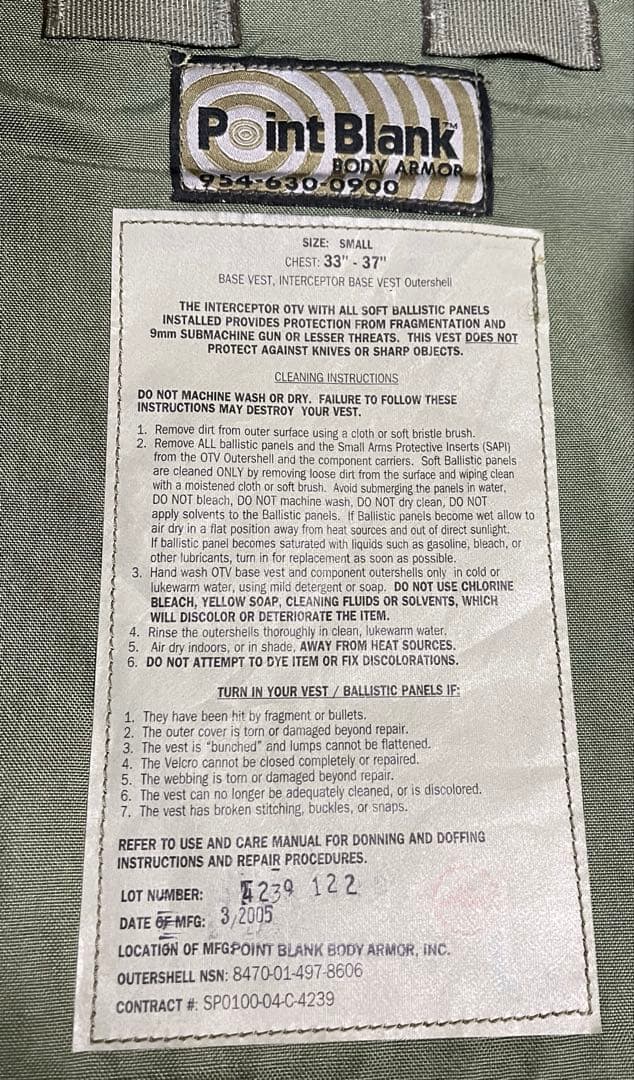 Point Blank™
BODY ARMOR
954-630-0900
SIZE: SMALL
CHEST: 33" - 37"
BASE VEST, INTERCEPTOR BASE VEST Outershell
THE INTERCEPTOR OTV WITH ALL SOFT BALLISTIC PANELS
INSTALLED PROVIDES PROTECTION FROM FRAGMENTATION AND
9mm SUBMACHINE GUN OR LESSER THREATS. THIS VEST DOES NOT
PROTECT AGAINST KNIVES OR SHARP OBJECTS.
CLEANING INSTRUCTIONS
DO NOT MACHINE WASH OR DRY. FAILURE TO FOLLOW THESE
INSTRUCTIONS MAY DESTROY YOUR VEST.
1. Remove dirt from outer surface using a cloth or soft bristle brush.
2. Remove ALL ballistic panels and the Small Arms Protective Inserts (SAPI)
from the OTV Outershell and the component carriers. Soft Ballistic panels
are cleaned ONLY by removing loose dirt from the surface and wiping clean
with a moistened cloth or soft brush. Avoid submerging the panels in water,
DO NOT bleach, DO NOT machine wash, DO NOT dry clean, DO NOT
apply solvents to the Ballistic panels. If Ballistic panels become wet allow to
air dry in a flat position away from heat sources and out of direct sunlight.
If ballistic panel becomes saturated with liquids such as gasoline, bleach, or
other lubricants, turn in for replacement as soon as possible.
3. Hand wash OTV base vest and component outershells only in cold or
lukewarm water, using mild detergent or soap. DO NOT USE CHLORINE
BLEACH, YELLOW SOAP, CLEANING FLUIDS OR SOLVENTS, WHICH
WILL DISCOLOR OR DETERIORATE THE ITEM.
4. Rinse the outershells thoroughly in clean, lukewarm water.
5. Air dry indoors, or in shade, AWAY FROM HEAT SOURCES.
6. DO NOT ATTEMPT TO DYE ITEM OR FIX DISCOLORATIONS.
TURN IN YOUR VEST / BALLISTIC PANELS IF:
1. They have been hit by fragment or bullets.
2. The outer cover is torn or damaged beyond repair.
3. The vest is "bunched" and lumps cannot be flattened.
4. The Velcro cannot be closed completely or repaired.
5. The webbing is torn or damaged beyond repair.
6. The vest can no longer be adequately cleaned, or is discolored.
7. The vest has broken stitching, buckles, or snaps.
REFER TO USE AND CARE MANUAL FOR DONNING AND DOFFING
INSTRUCTIONS AND REPAIR PROCEDURES.
LOT NUMBER: 4239 122
DATE OF MFG: 3/2005
LOCATION OF MFG:POINT BLANK BODY ARMOR, INC.
OUTERSHELL NSN: 8470-01-497-8606
CONTRACT #: SP0100-04-C-4239